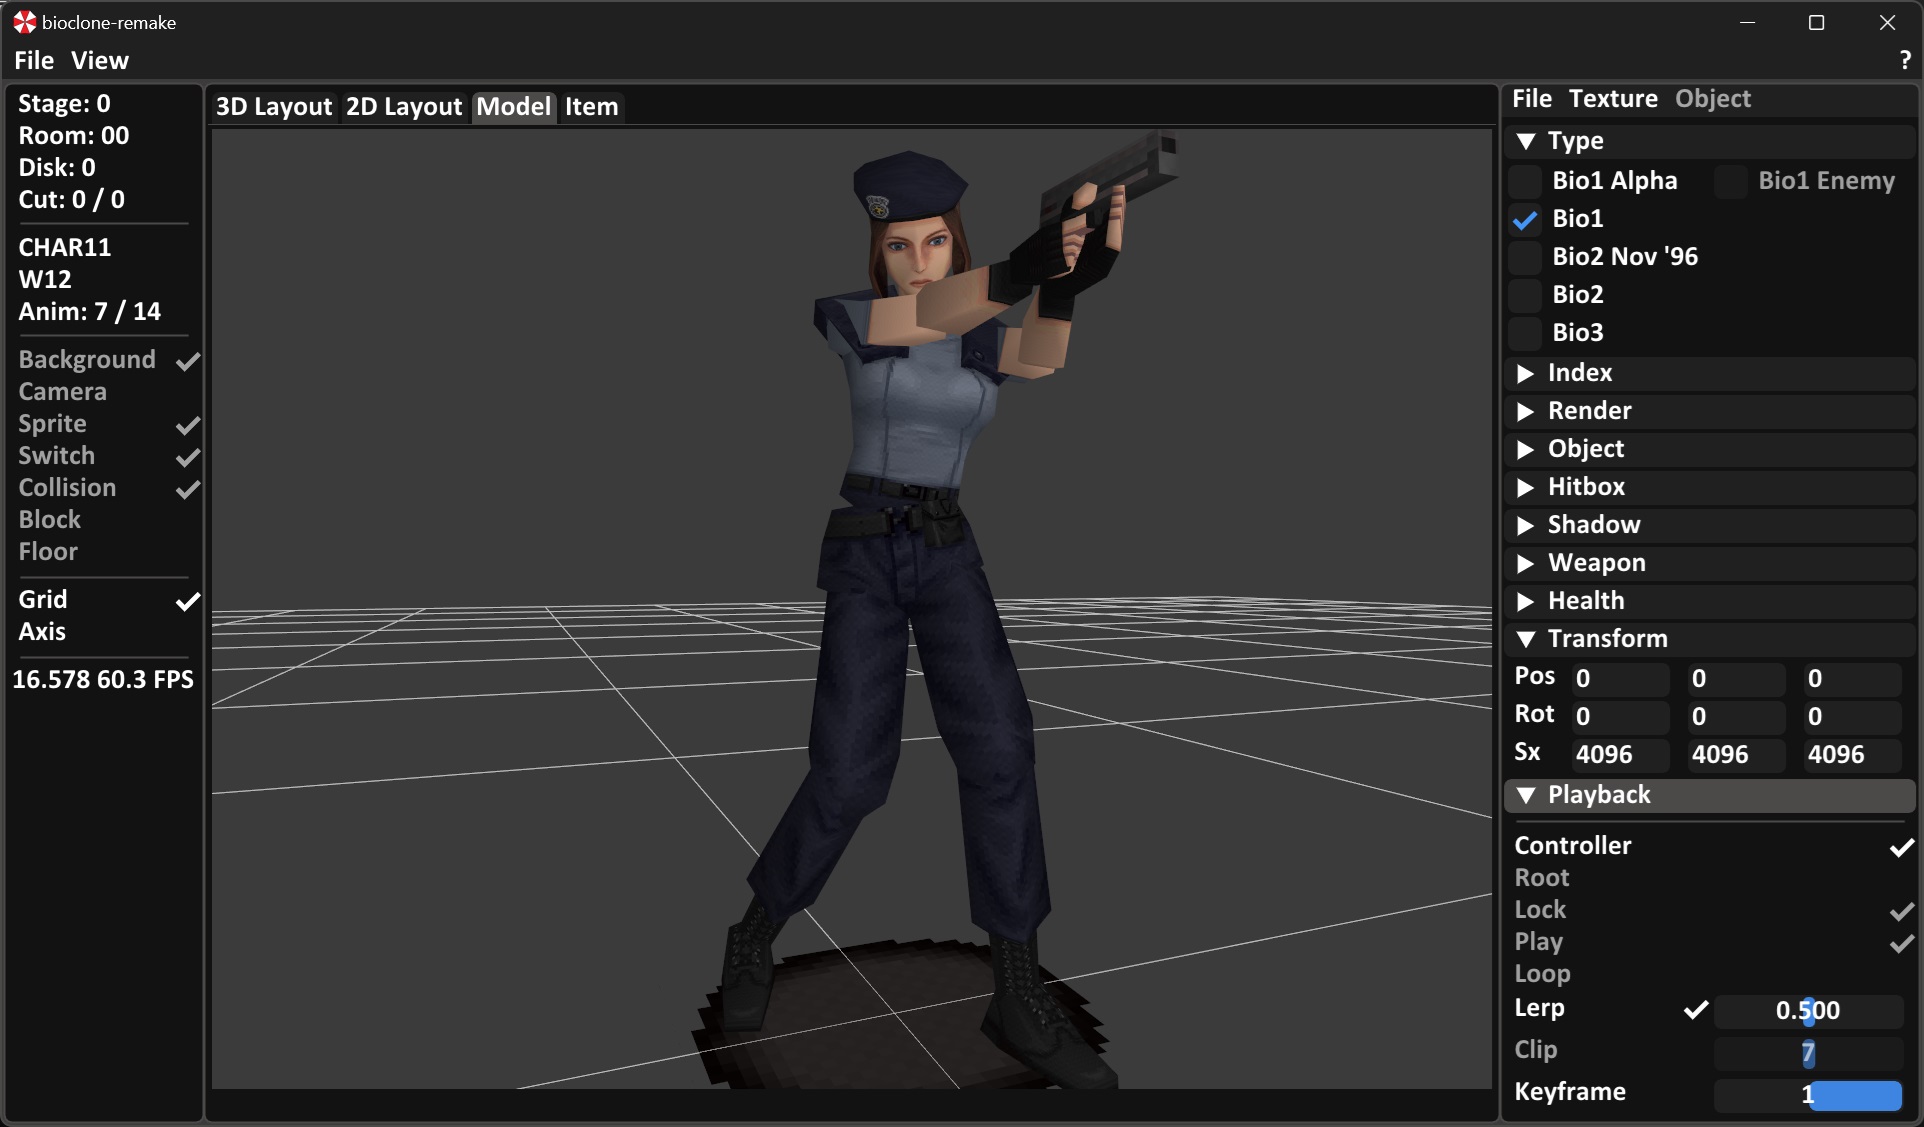 bioclone-remake
File View ?
Stage: 0
Room: 00
Disk: 0
Cut: 0 / 0
CHAR11
W12
Anim: 7 / 14
Background
Camera
Sprite
Switch
Collision
Block
Floor
Grid
Axis
16.578 60.3 FPS
3D Layout 2D Layout Model Item
File Texture Object
Type
Bio1 Alpha Bio1 Enemy
Bio1
Bio2 Nov '96
Bio2
Bio3
Index
Render
Object
Hitbox
Shadow
Weapon
Health
Transform
Pos 0 0 0
Rot 0 0 0
Sx 4096 4096 4096
Playback
Controller
Root
Lock
Play
Loop
Lerp 0.500
Clip 7
Keyframe 1